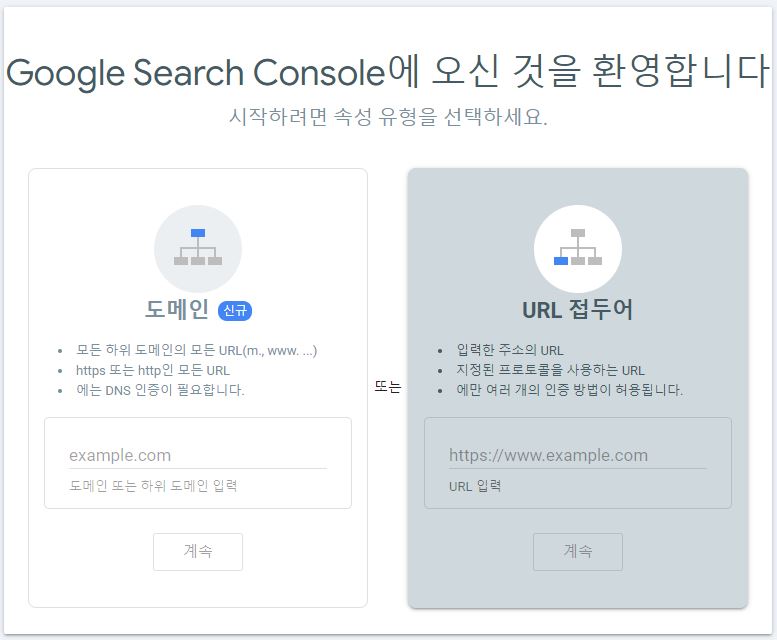 Google Search Console에 오신 것을 환영합니다
시작하려면 속성 유형을 선택하세요.
도메인 신규
모든 하위 도메인의 모든 URL(m., www. ...)
https 또는 http인 모든 URL
에는 DNS 인증이 필요합니다.
example.com
도메인 또는 하위 도메인 입력
계속
또는
URL 접두어
입력한 주소의 URL
지정된 프로토콜을 사용하는 URL
에만 여러 개의 인증 방법이 허용됩니다.
https://www.example.com
URL 입력
계속